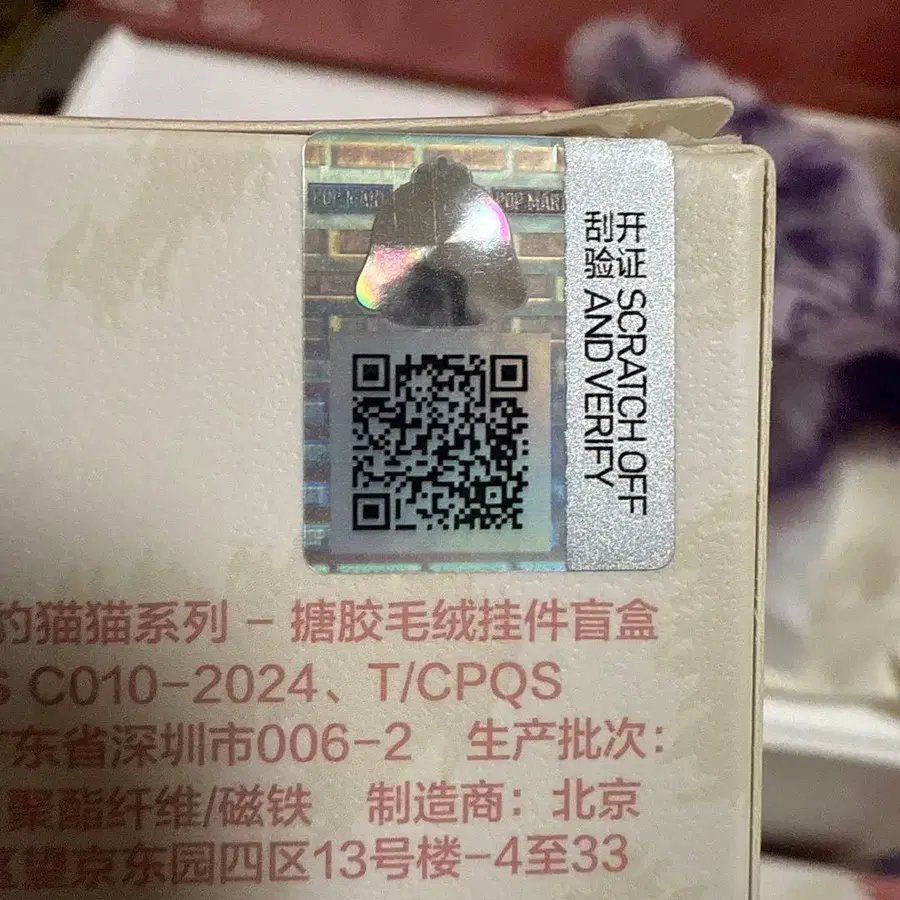 POP MART POP MART
刮开
验证
SCRATCH OFF
AND VERIFY
猫猫系列 – 搪胶毛绒挂件盲盒
C010-2024、T/CPQS
东省深圳市006-2 生产批次：
聚酯纤维/磁铁 制造商：北京
望京东园四区13号楼-4至33